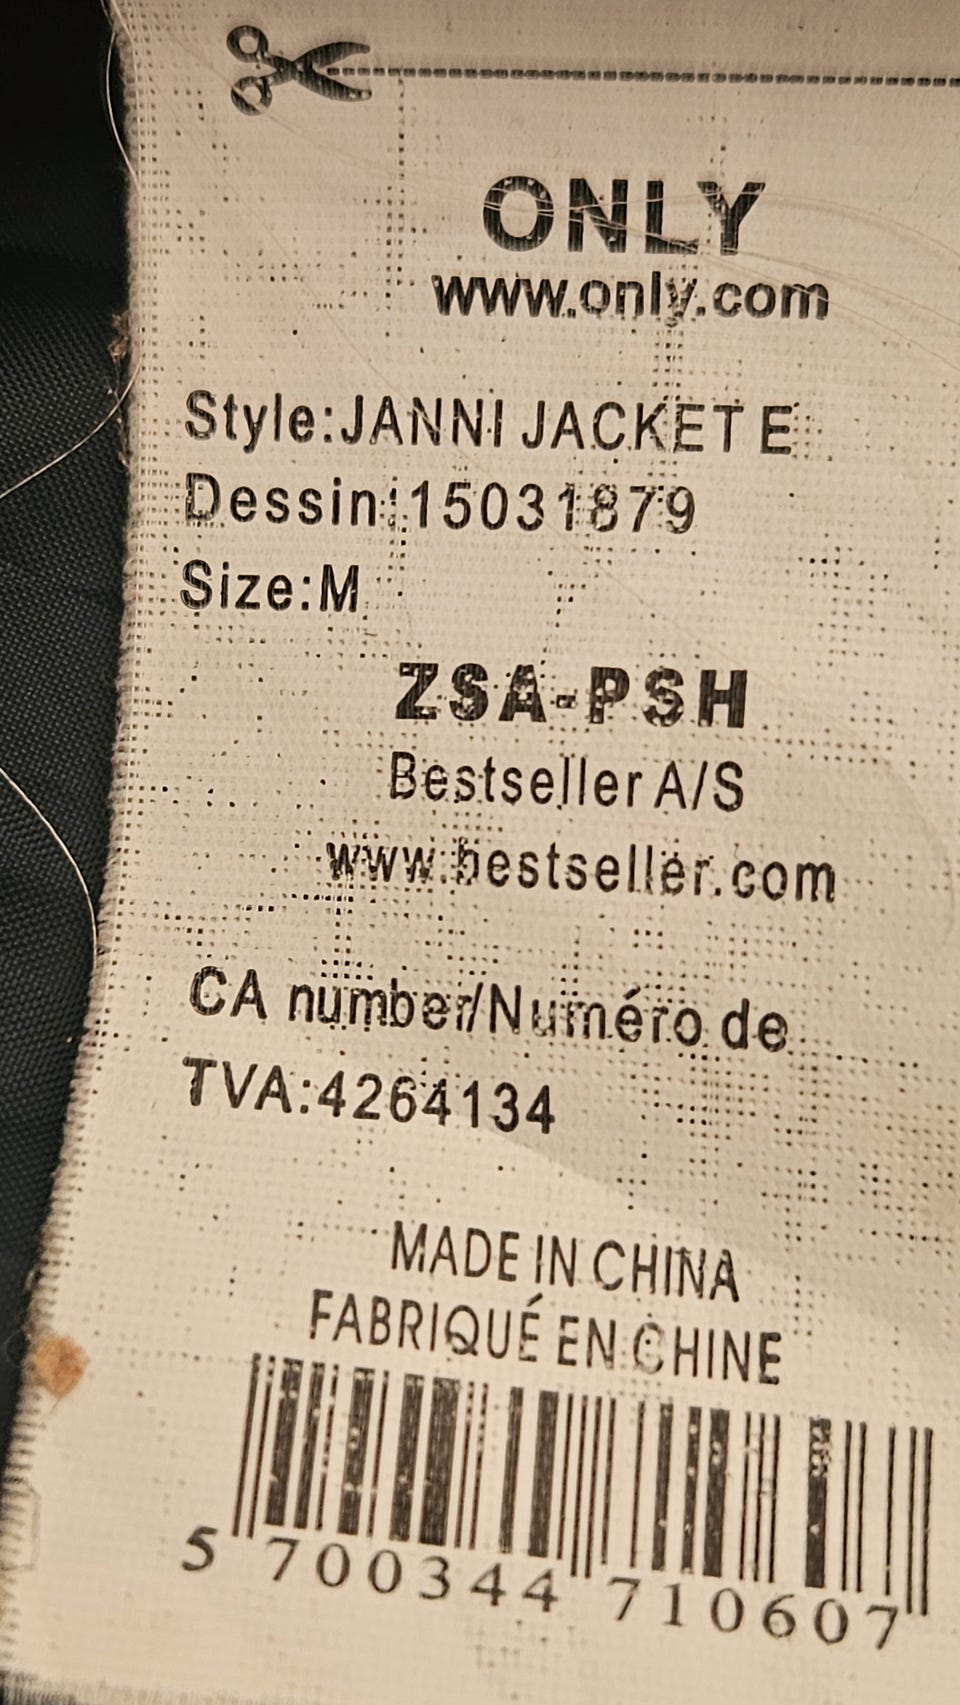 ONLY
www.only.com
Style:JANNI JACKET E
Dessin:15031879
Size:M
ZSA-PSH
Bestseller A/S
www.bestseller.com
CA number/Numéro de
TVA:4264134
MADE IN CHINA
FABRIQUÉ EN CHINE
5 700344 710607